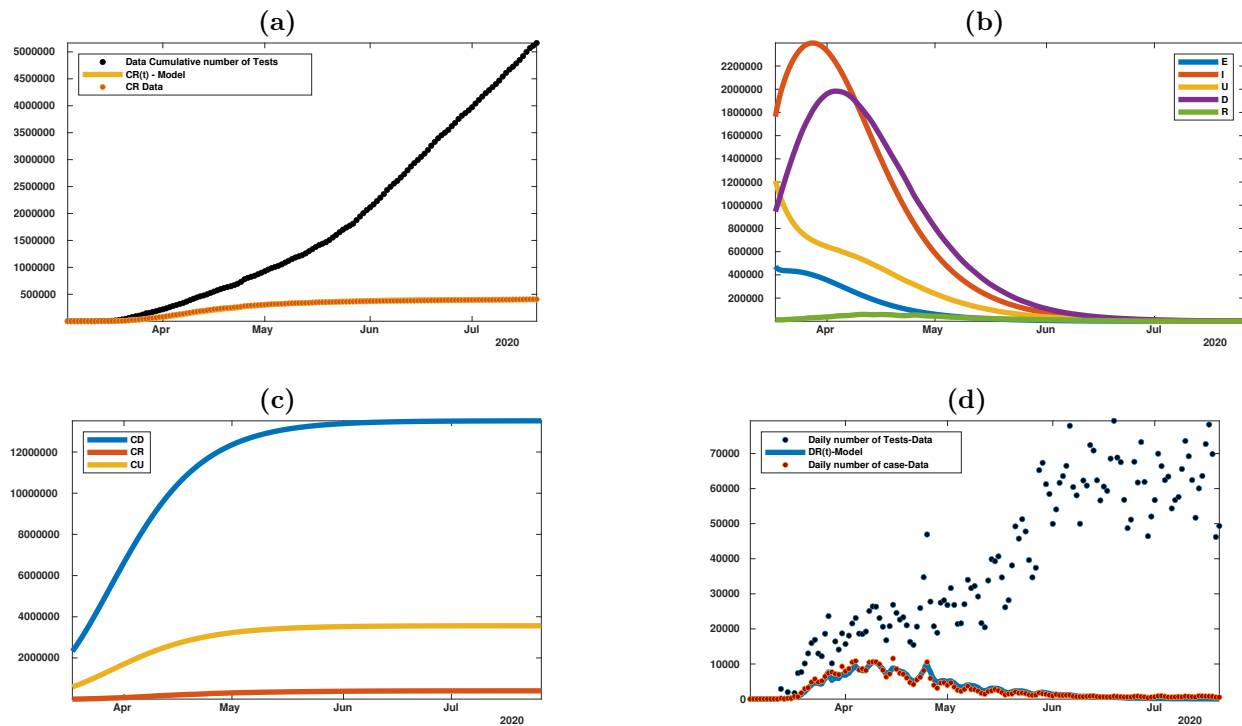 (a)
5000000
4500000
4000000
3500000
3000000
2500000
2000000
1500000
1000000
500000
Data Cumulative number of Tests
CR(t) - Model
CR Data
Apr
May
Jun
Jul
2020
(b)
2200000
2000000
1800000
1600000
1400000
1200000
1000000
800000
600000
400000
200000
E
I
U
D
R
Apr
May
Jun
Jul
2020
(c)
12000000
10000000
8000000
6000000
4000000
2000000
CD
CR
CU
Apr
May
Jun
Jul
2020
(d)
70000
60000
50000
40000
30000
20000
10000
0
Daily number of Tests-Data
DR(t)-Model
Daily number of case-Data
Apr
May
Jun
Jul
2020